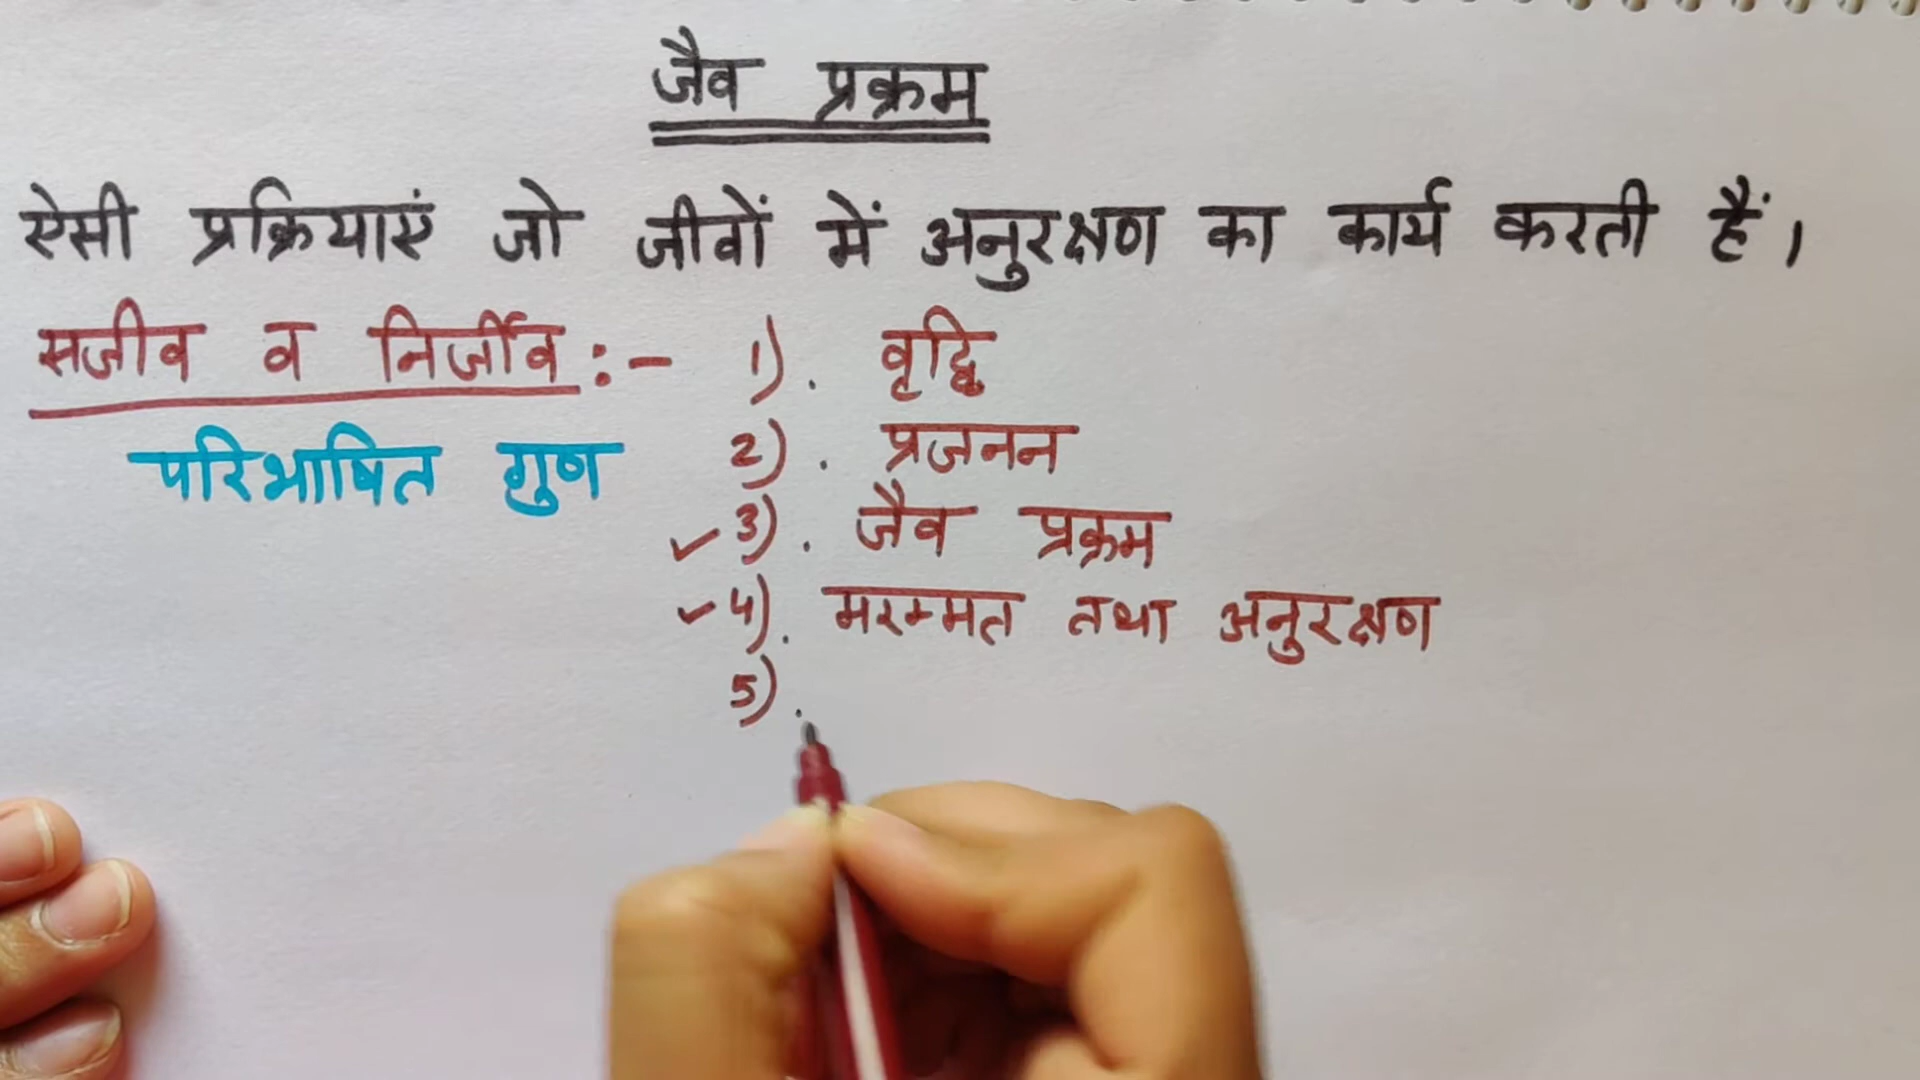 जैव प्रक्रम
ऐसी प्रक्रियाएं जो जीवों में अनुरक्षण का कार्य करती हैं।
सजीव व निर्जीव :- 1). वृद्धि
परिभाषित गुण 2). प्रजनन
✓ 3). जैव प्रक्रम
✓ 4). मरम्मत तथा अनुरक्षण
5).